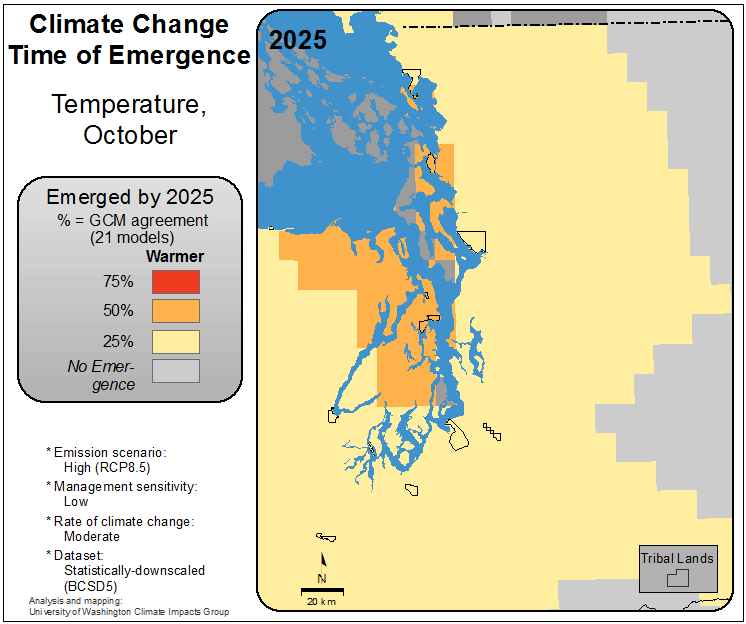 Climate Change
Time of Emergence
Temperature,
October
Emerged by 2025
% = GCM agreement
(21 models)
Warmer
75%
50%
25%
No Emer-
gence
* Emission scenario:
High (RCP8.5)
* Management sensitivity:
Low
* Rate of climate change:
Moderate
* Dataset:
Statistically-downscaled
(BCSD5)
Analysis and mapping:
University of Washington Climate Impacts Group
2025
N
20 km
Tribal Lands